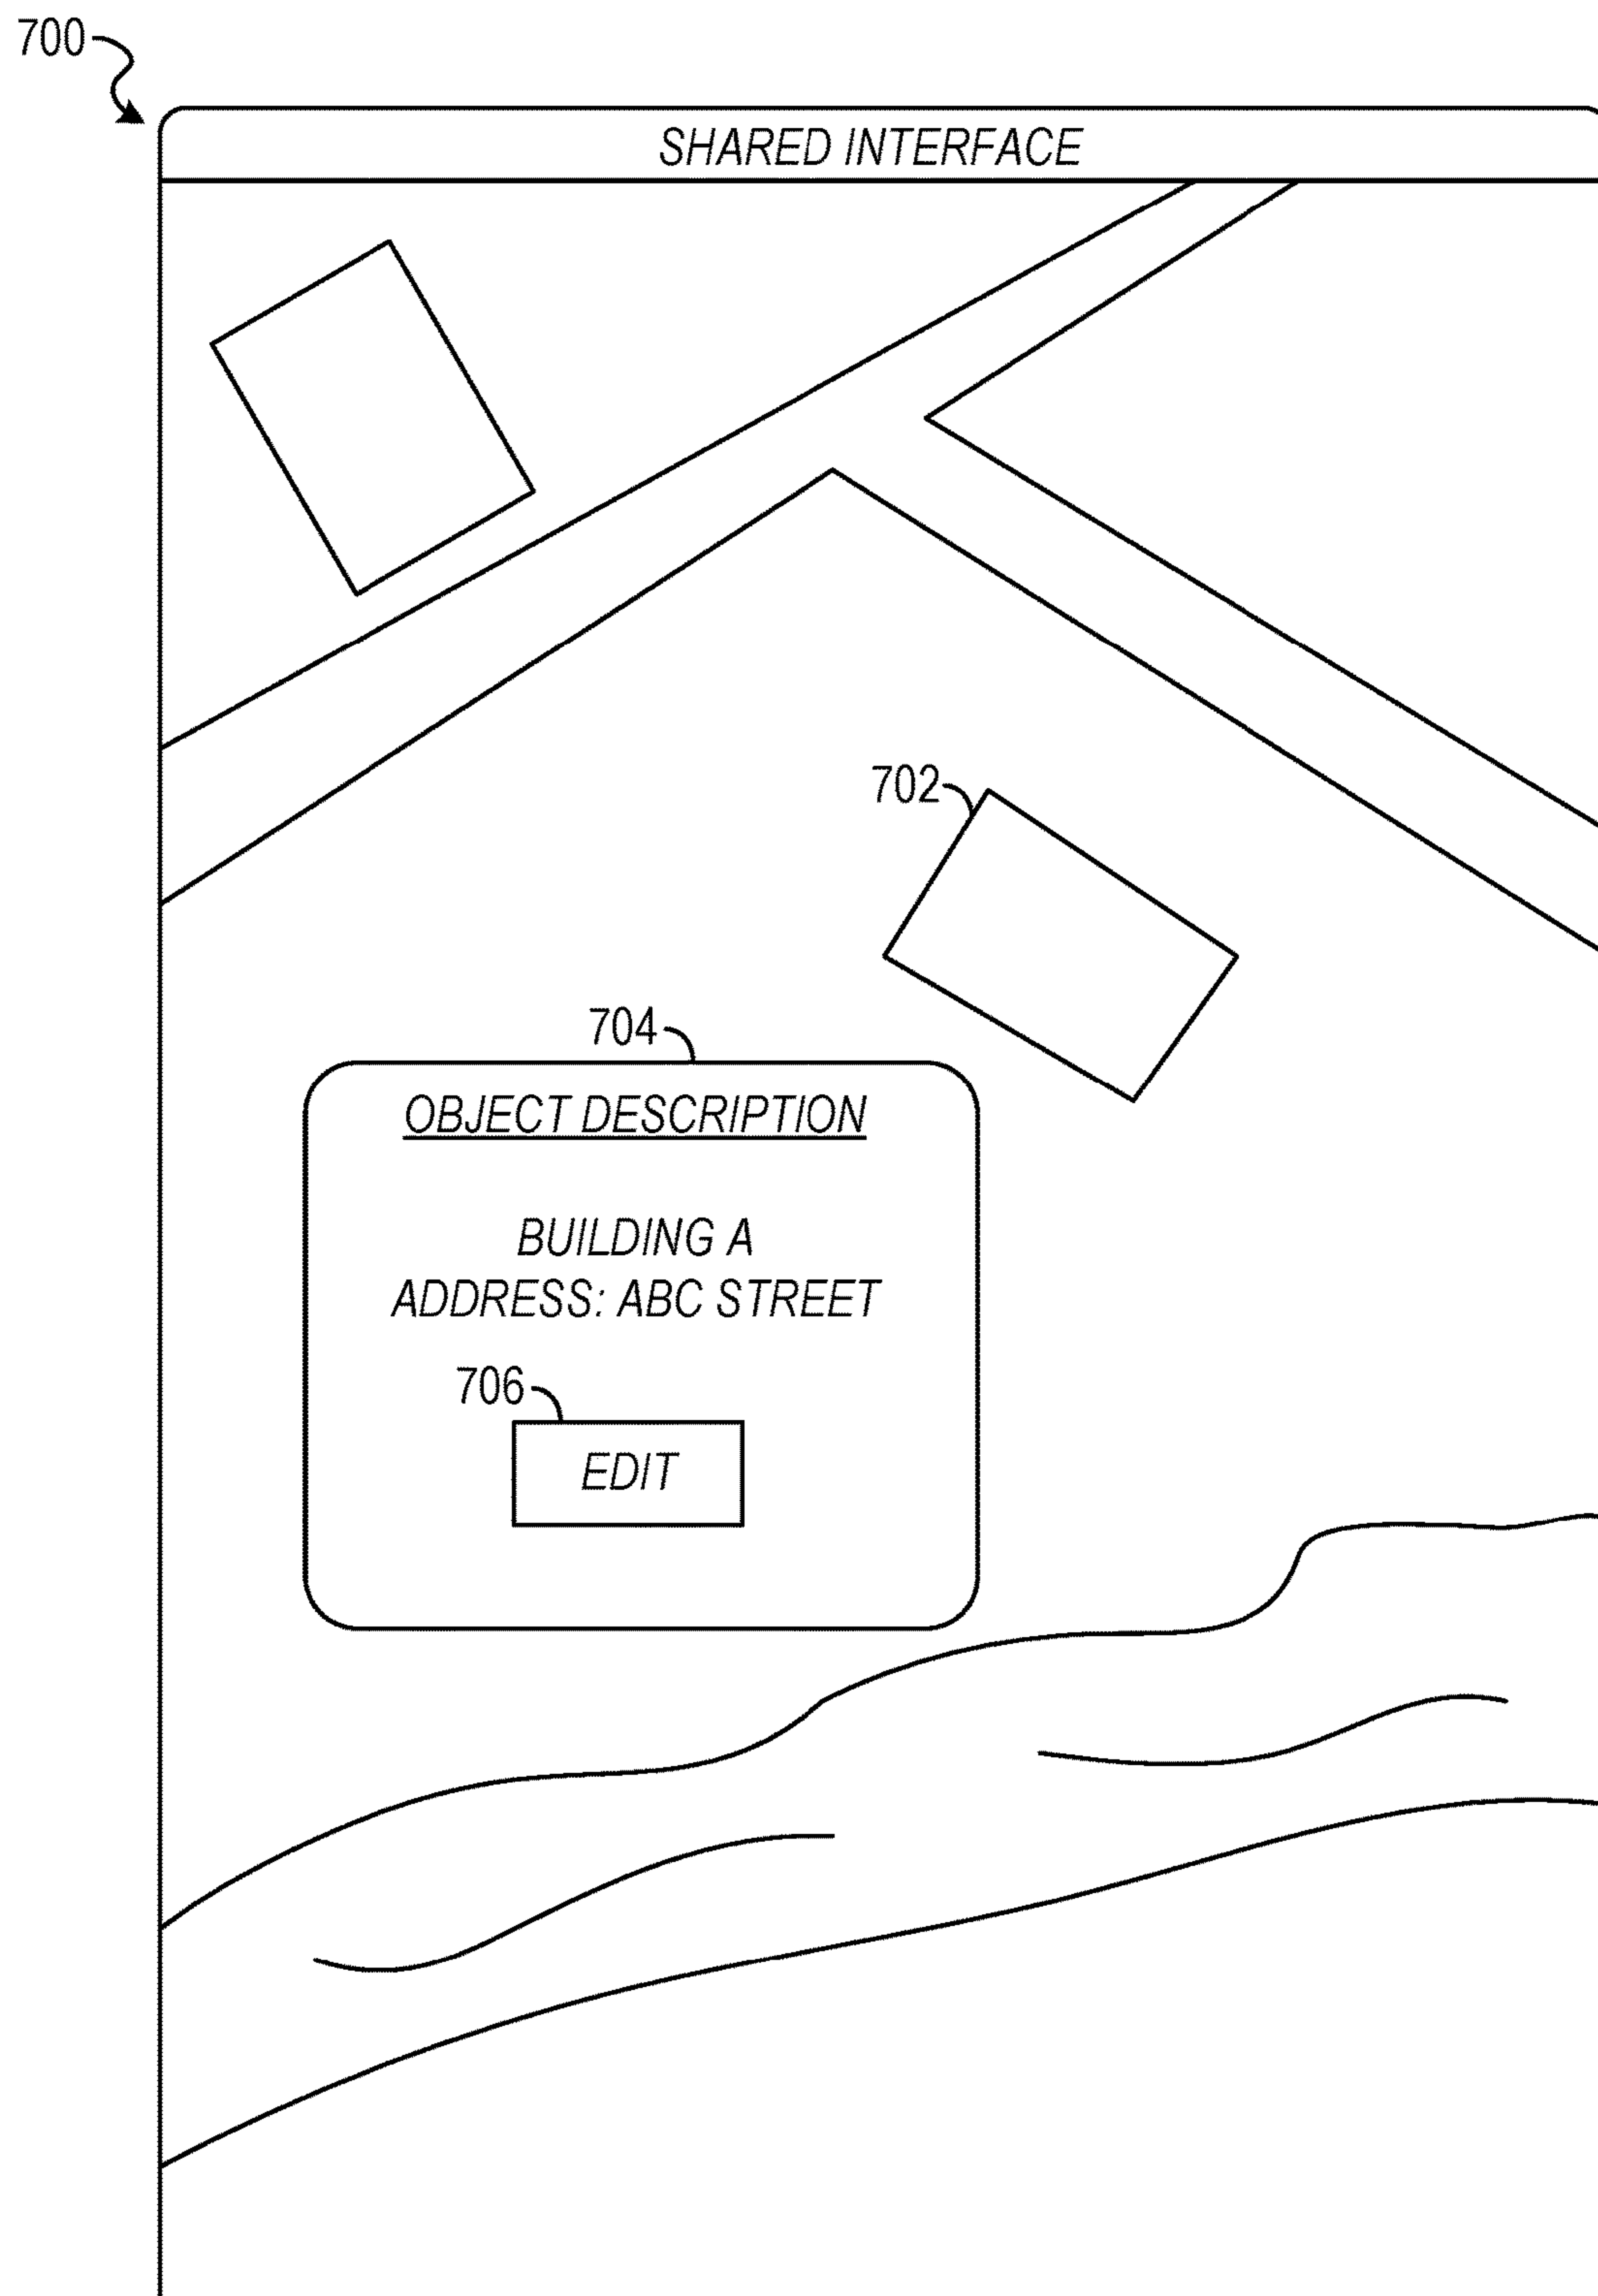 700
SHARED INTERFACE
702
704
OBJECT DESCRIPTION
BUILDING A
ADDRESS: ABC STREET
706
EDIT